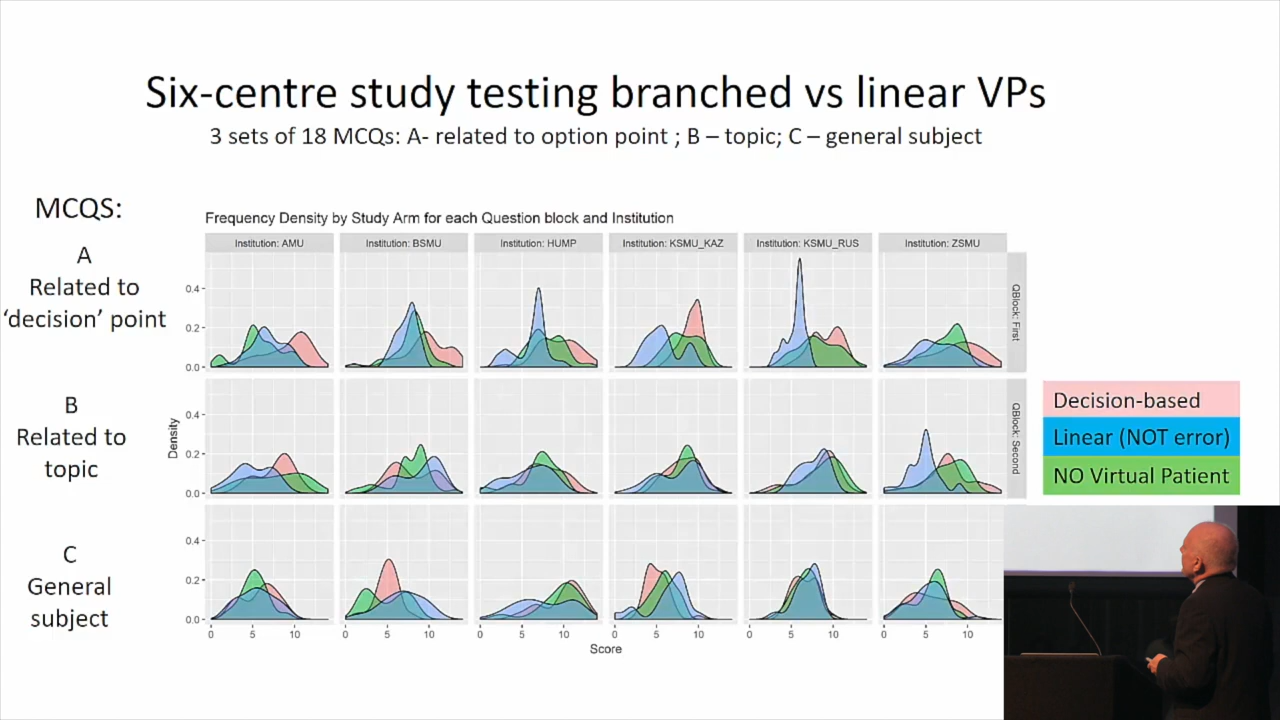 Six-centre study testing branched vs linear VPs
3 sets of 18 MCQs: A- related to option point ; B – topic; C – general subject
MCQS:
A
Related to
‘decision’ point
B
Related to
topic
C
General
subject
Frequency Density by Study Arm for each Question block and Institution
Institution: AMU
Institution: BSMU
Institution: HUMP
Institution: KSMU_KAZ
Institution: KSMU_RUS
Institution: ZSMU
0.4
0.2
0.0
QBlock: First
0.4
0.2
0.0
QBlock: Second
0.4
0.2
0.0
Density
0 5 10
0 5 10
0 5 10
0 5 10
0 5 10
0 5 10
Score
Decision-based
Linear (NOT error)
NO Virtual Patient